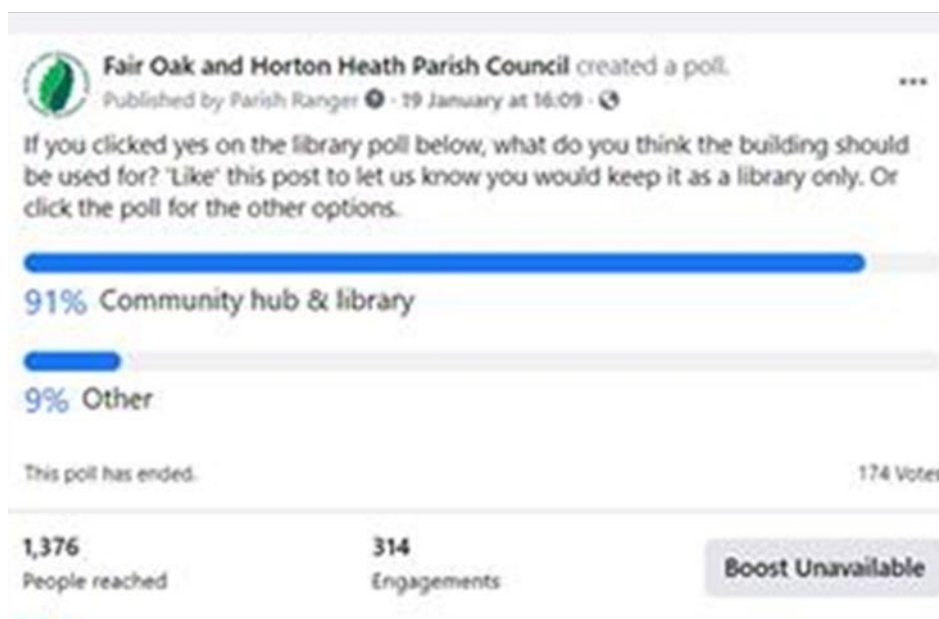 Fair Oak and Horton Heath Parish Council created a poll.
Published by Parish Ranger · 19 January at 16:09 ·
If you clicked yes on the library poll below, what do you think the building should
be used for? 'Like' this post to let us know you would keep it as a library only. Or
click the poll for the other options.
91% Community hub & library
9% Other
This poll has ended.
174 Votes
1,376
People reached
314
Engagements
Boost Unavailable